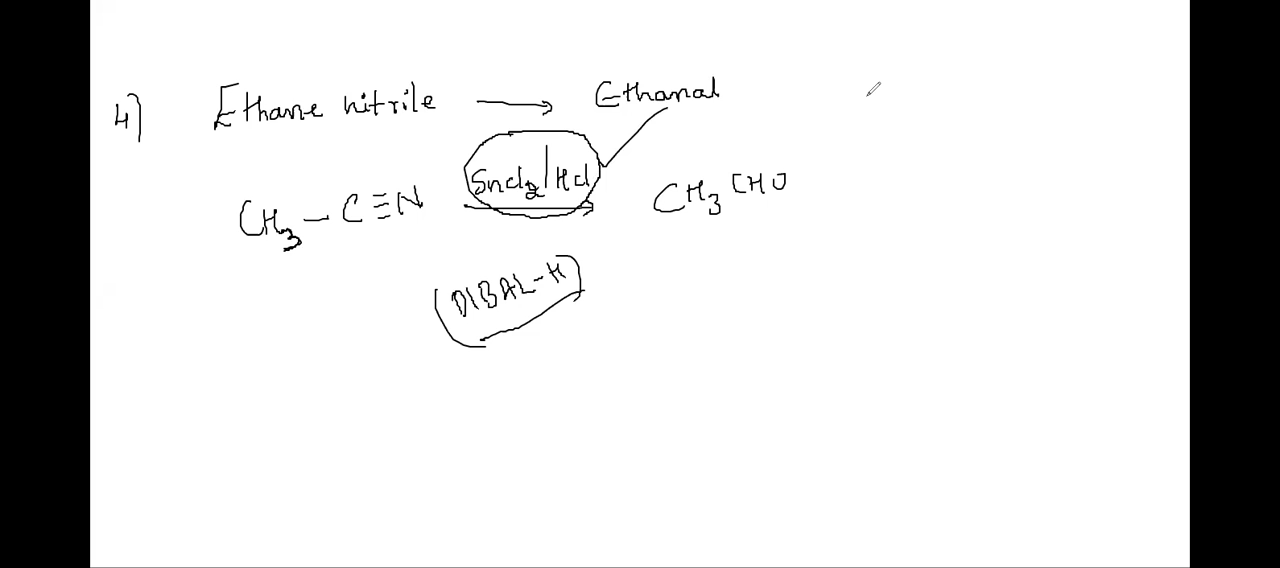 4) Ethane nitrile → Ethanal
CH₃ – C≡N SnCl₂/HCl → CH₃CHO
(DIBAL-H)